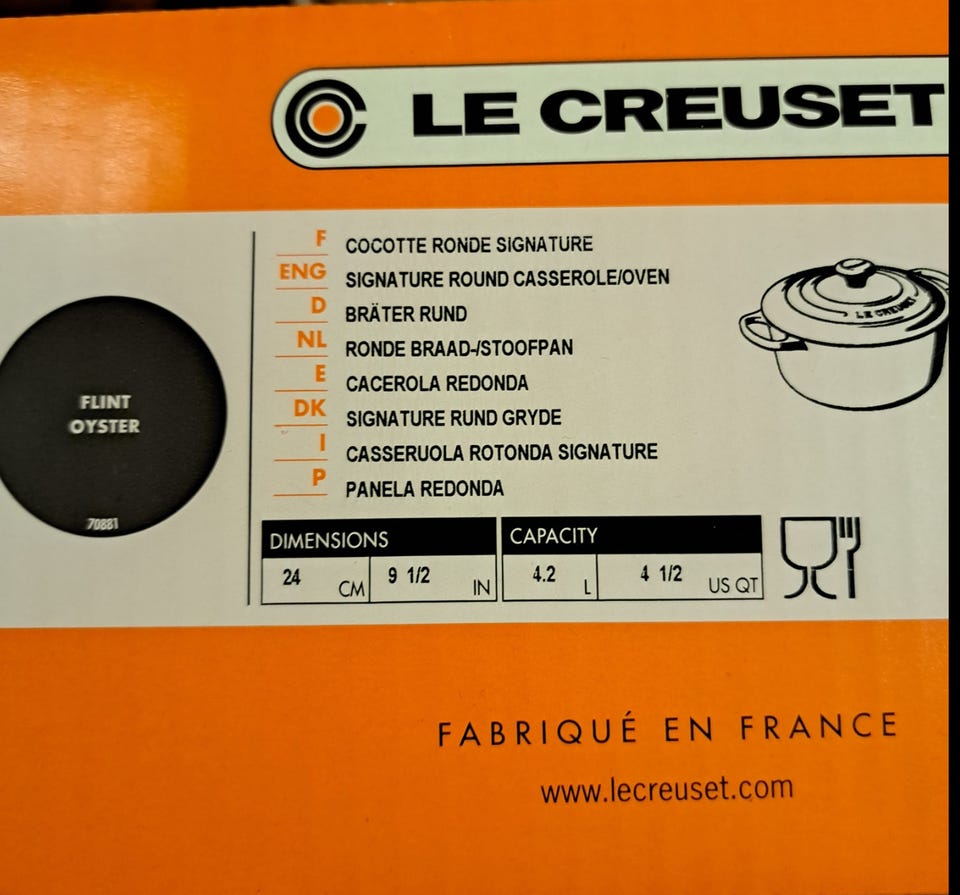 LE CREUSET
F COCOTTE RONDE SIGNATURE
ENG SIGNATURE ROUND CASSEROLE/OVEN
D BRÄTER RUND
NL RONDE BRAAD-/STOOFPAN
E CACEROLA REDONDA
DK SIGNATURE RUND GRYDE
I CASSERUOLA ROTONDA SIGNATURE
P PANELA REDONDA
LE CREUSET
FLINT
OYSTER
70881
DIMENSIONS CAPACITY
24 CM 9 1/2 IN 4.2 L 4 1/2 US QT
FABRIQUÉ EN FRANCE
www.lecreuset.com